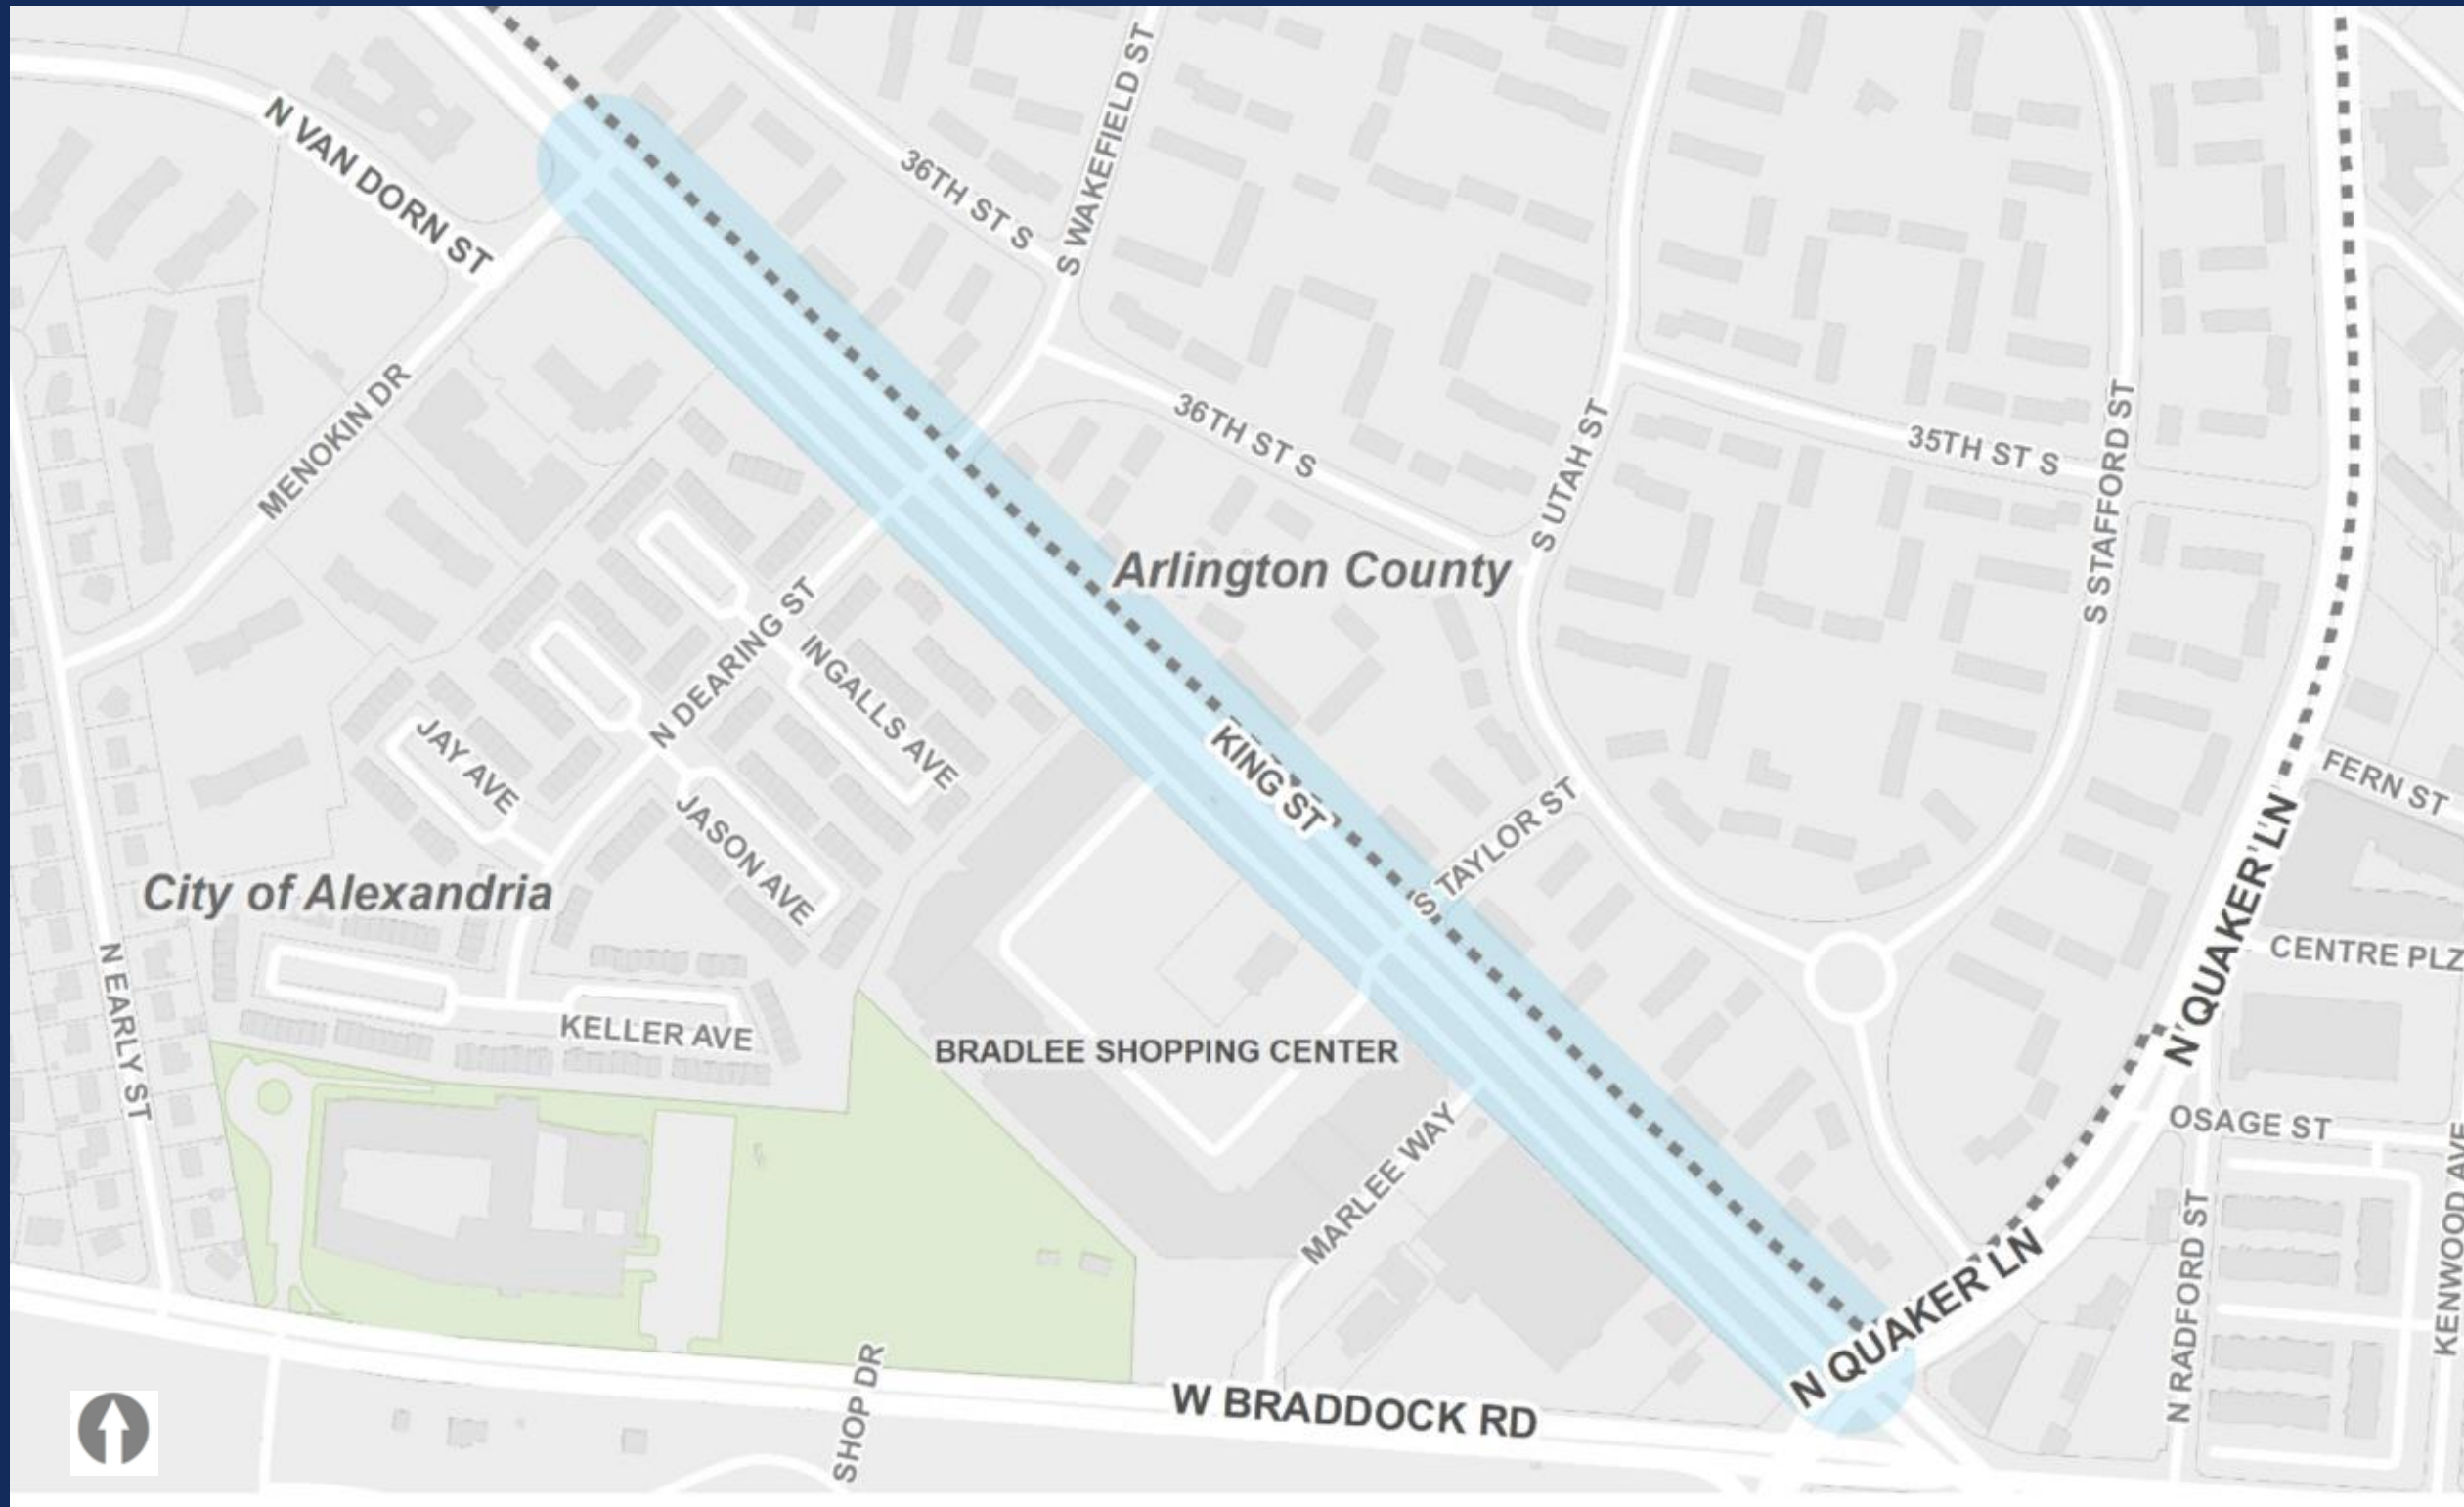 S WAKEFIELD ST
N VAN DORN ST
36TH ST S
MENOKIN DR
36TH ST S
S UTAH ST
35TH ST S
S STAFFORD ST
Arlington County
N DEARING ST
INGALLS AVE
JAY AVE
JASON AVE
KING ST
S TAYLOR ST
FERN ST
City of Alexandria
N QUAKER LN
CENTRE PLZ
N EARLY ST
KELLER AVE
BRADLEE SHOPPING CENTER
MARLEE WAY
OSAGE ST
N RADFORD ST
KENWOOD AVE
N QUAKER LN
SHOP DR
W BRADDOCK RD